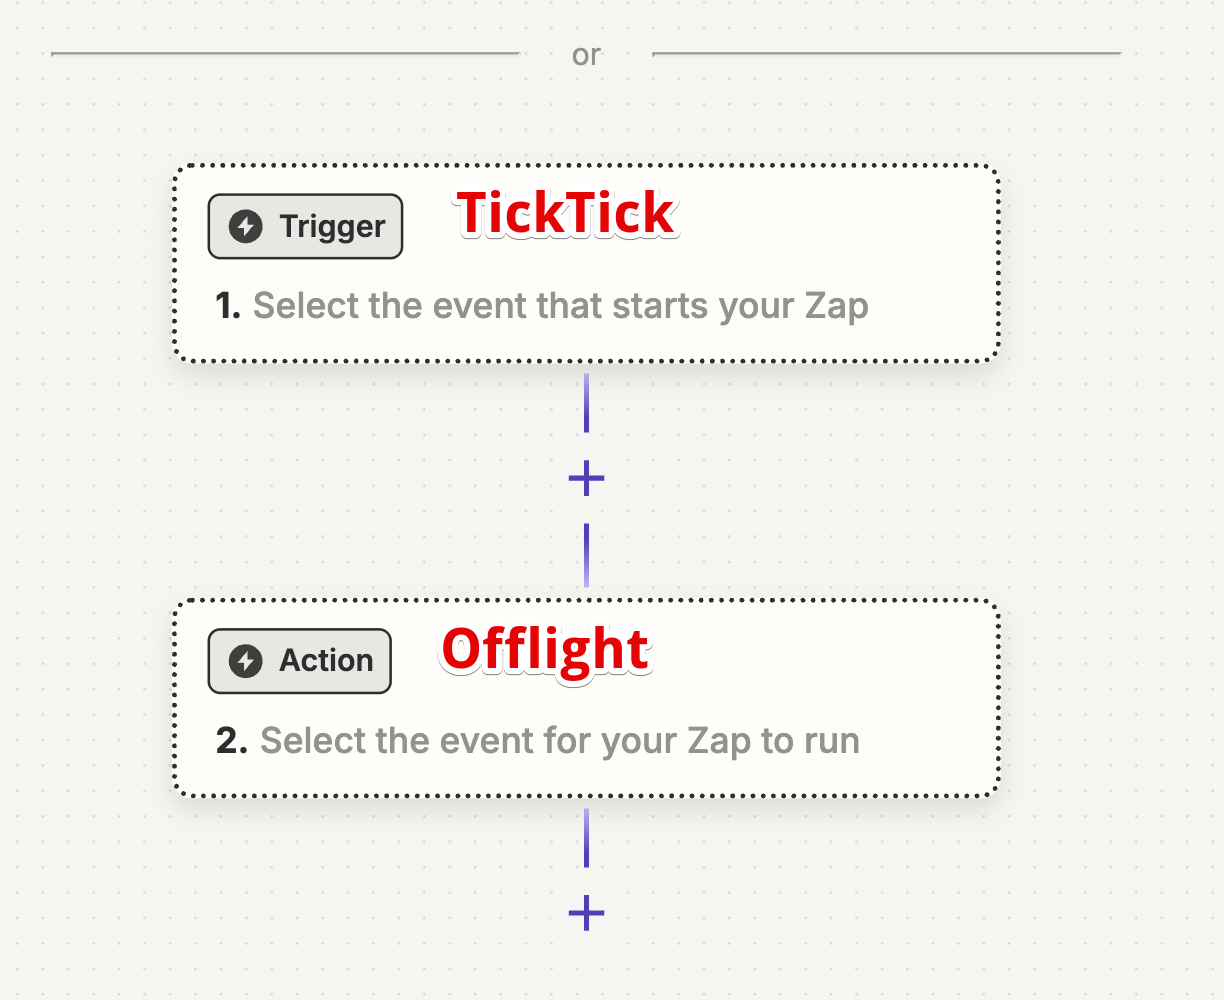 or
Trigger TickTick
1. Select the event that starts your Zap
Action Offlight
2. Select the event for your Zap to run